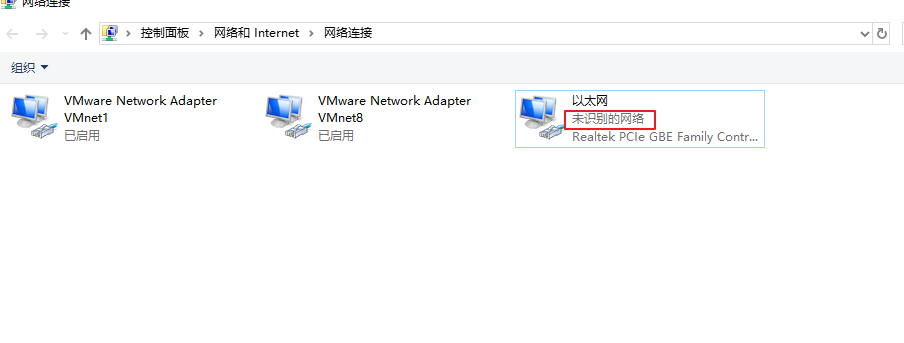 网络连接
控制面板 网络和 Internet 网络连接
组织
VMware Network Adapter
VMnet1
已启用
VMware Network Adapter
VMnet8
已启用
以太网
未识别的网络
Realtek PCIe GBE Family Contr...